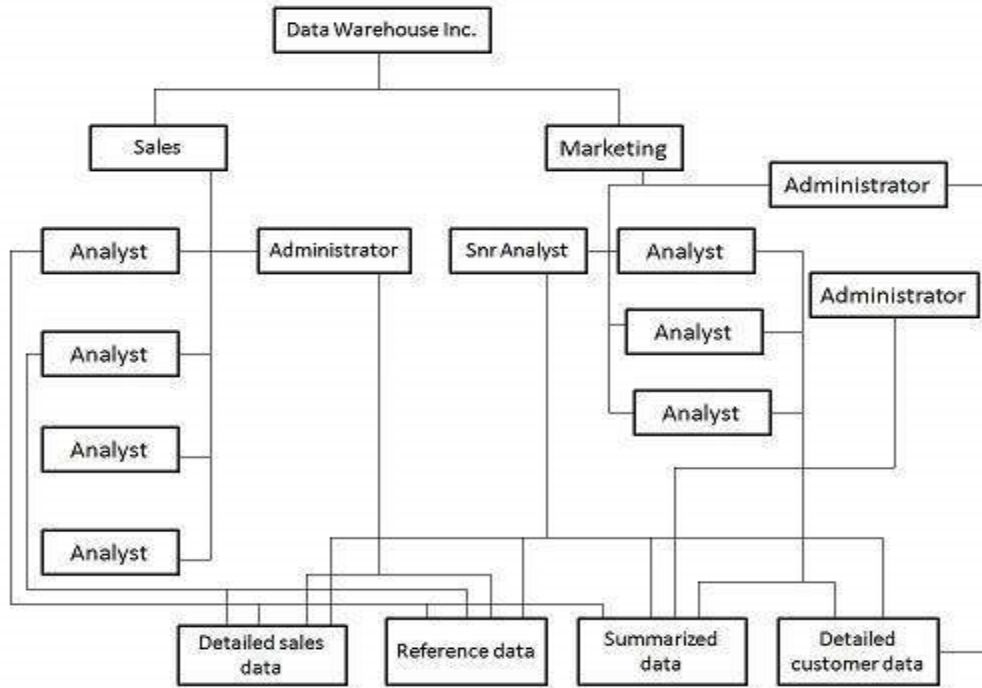 Data Warehouse Inc.
Sales
Marketing
Administrator
Analyst
Administrator
Snr Analyst
Analyst
Administrator
Analyst
Analyst
Analyst
Analyst
Analyst
Detailed sales
data
Reference data
Summarized
data
Detailed
customer data